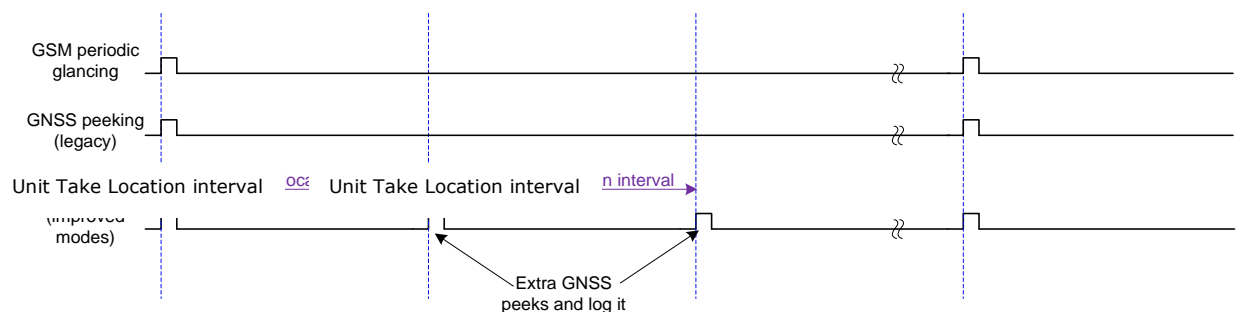 GSM periodic
glancing
GNSS peeking
(legacy)
Unit Take Location interval
Unit Take Location interval
n interval
(improved
modes)
Extra GNSS
peeks and log it